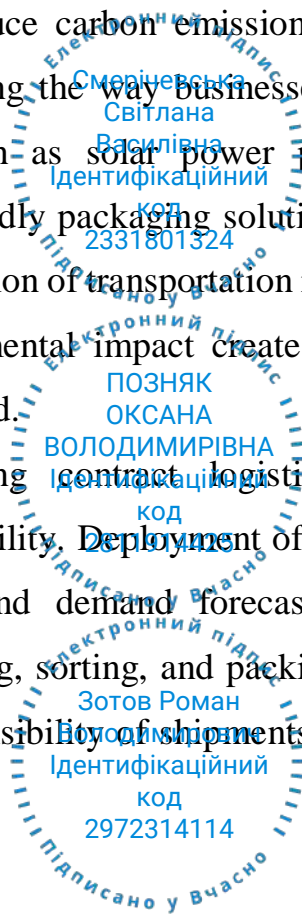 uce carbon emission
Електронний підпис
ng the way businesse
Смерічевська
Світлана
Василівна
n as solar power p
Ідентифікаційний
код
dly packaging soluti
2331801324
Підписано у Вчасно
ion of transportation
Електронний підпис
mental impact create
ПОЗНЯК
d.
ОКСАНА
ВОЛОДИМИРІВНА
ng contract logisti
Ідентифікаційний
код
ility. Deployment of
Підписано у Вчасно
nd demand forecas
Електронний підпис
g, sorting, and packi
Зотов Роман
Володимирович
sibility of shipments
Ідентифікаційний
код
2972314114
Підписано у Вчасно